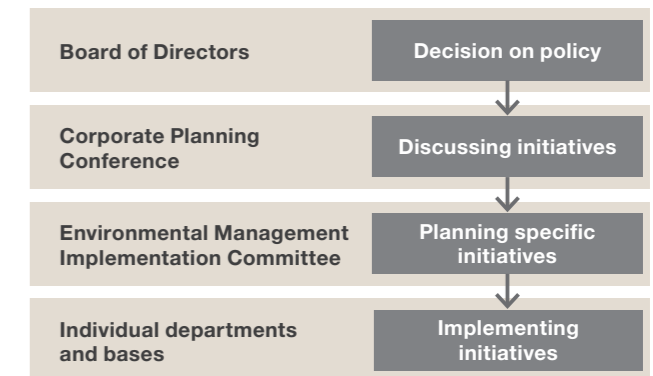 Board of Directors
Decision on policy
Corporate Planning
Conference
Discussing initiatives
Environmental Management
Implementation Committee
Planning specific
initiatives
Individual departments
and bases
Implementing
initiatives